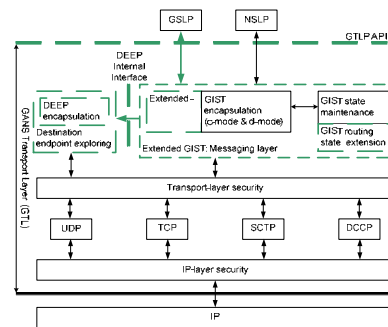 GSLP
NSLP
GTLP API
DEEP
Internal
Interface
DEEP
encapsulation
Destination
endpoint exploring
Extended-
GIST
encapsulation
(c-mode & d-mode)
GIST state
maintenance
GIST routing
state extension
Extended GIST: Messaging layer
GANS Transport Layer (GTL)
Transport-layer security
UDP
TCP
SCTP
DCCP
IP-layer security
IP